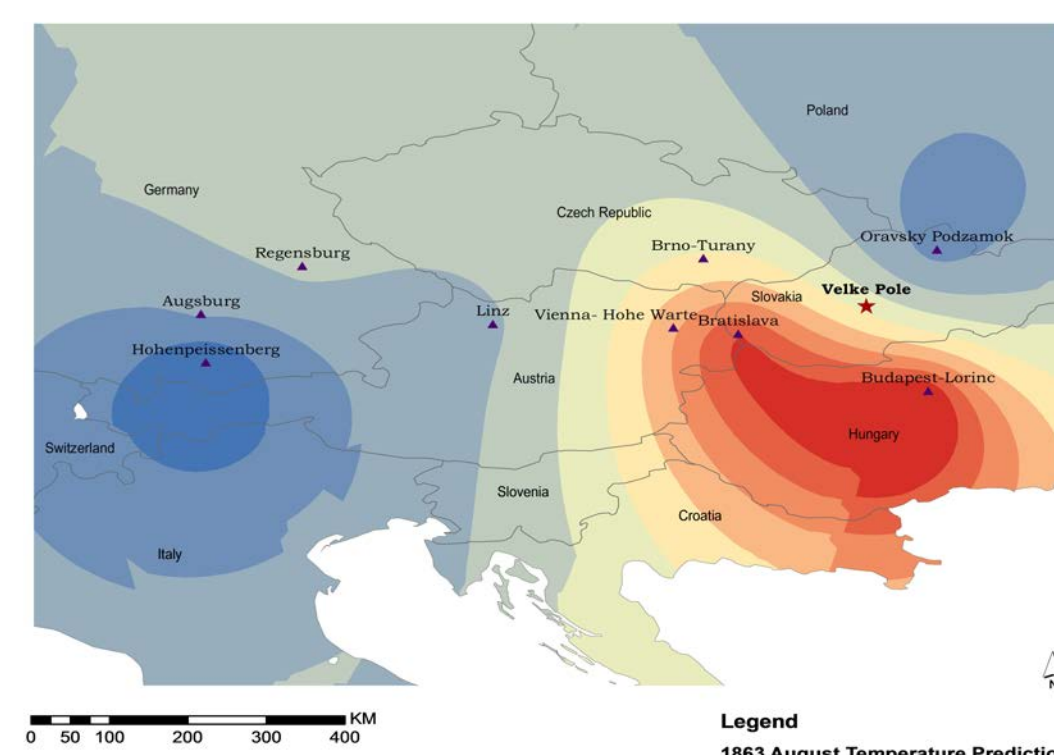 Poland
Germany
Czech Republic
Oravsky Podzamok
Brno-Turany
Regensburg
Velke Pole
Slovakia
Augsburg
Linz
Vienna- Hohe Warte
Bratislava
Hohenpeissenberg
Austria
Budapest-Lorinc
Hungary
Switzerland
Slovenia
Croatia
Italy
N
KM
0 50 100 200 300 400
Legend
1863 August Temperature Predictio